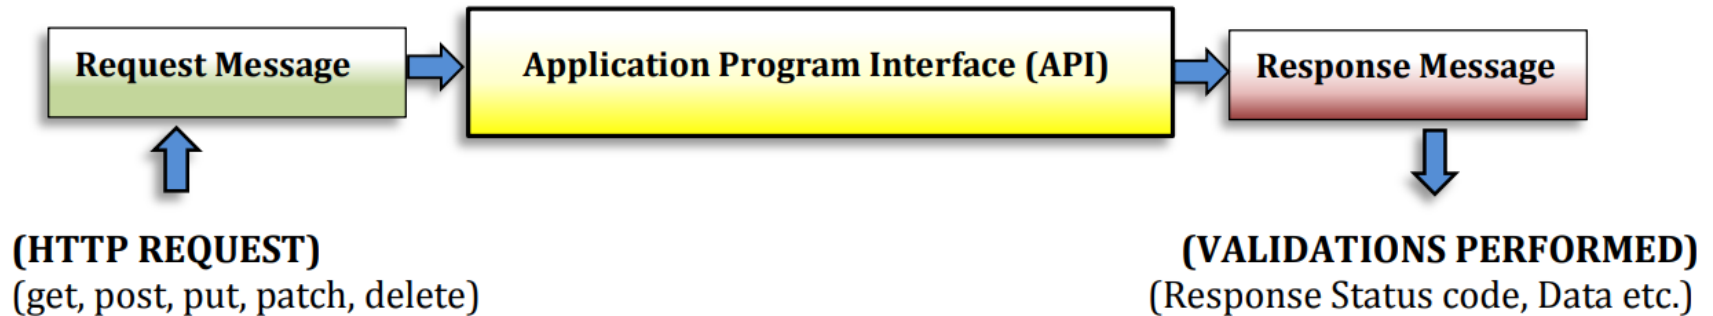 Request Message
Application Program Interface (API)
Response Message
(HTTP REQUEST)
(get, post, put, patch, delete)
(VALIDATIONS PERFORMED)
(Response Status code, Data etc.)